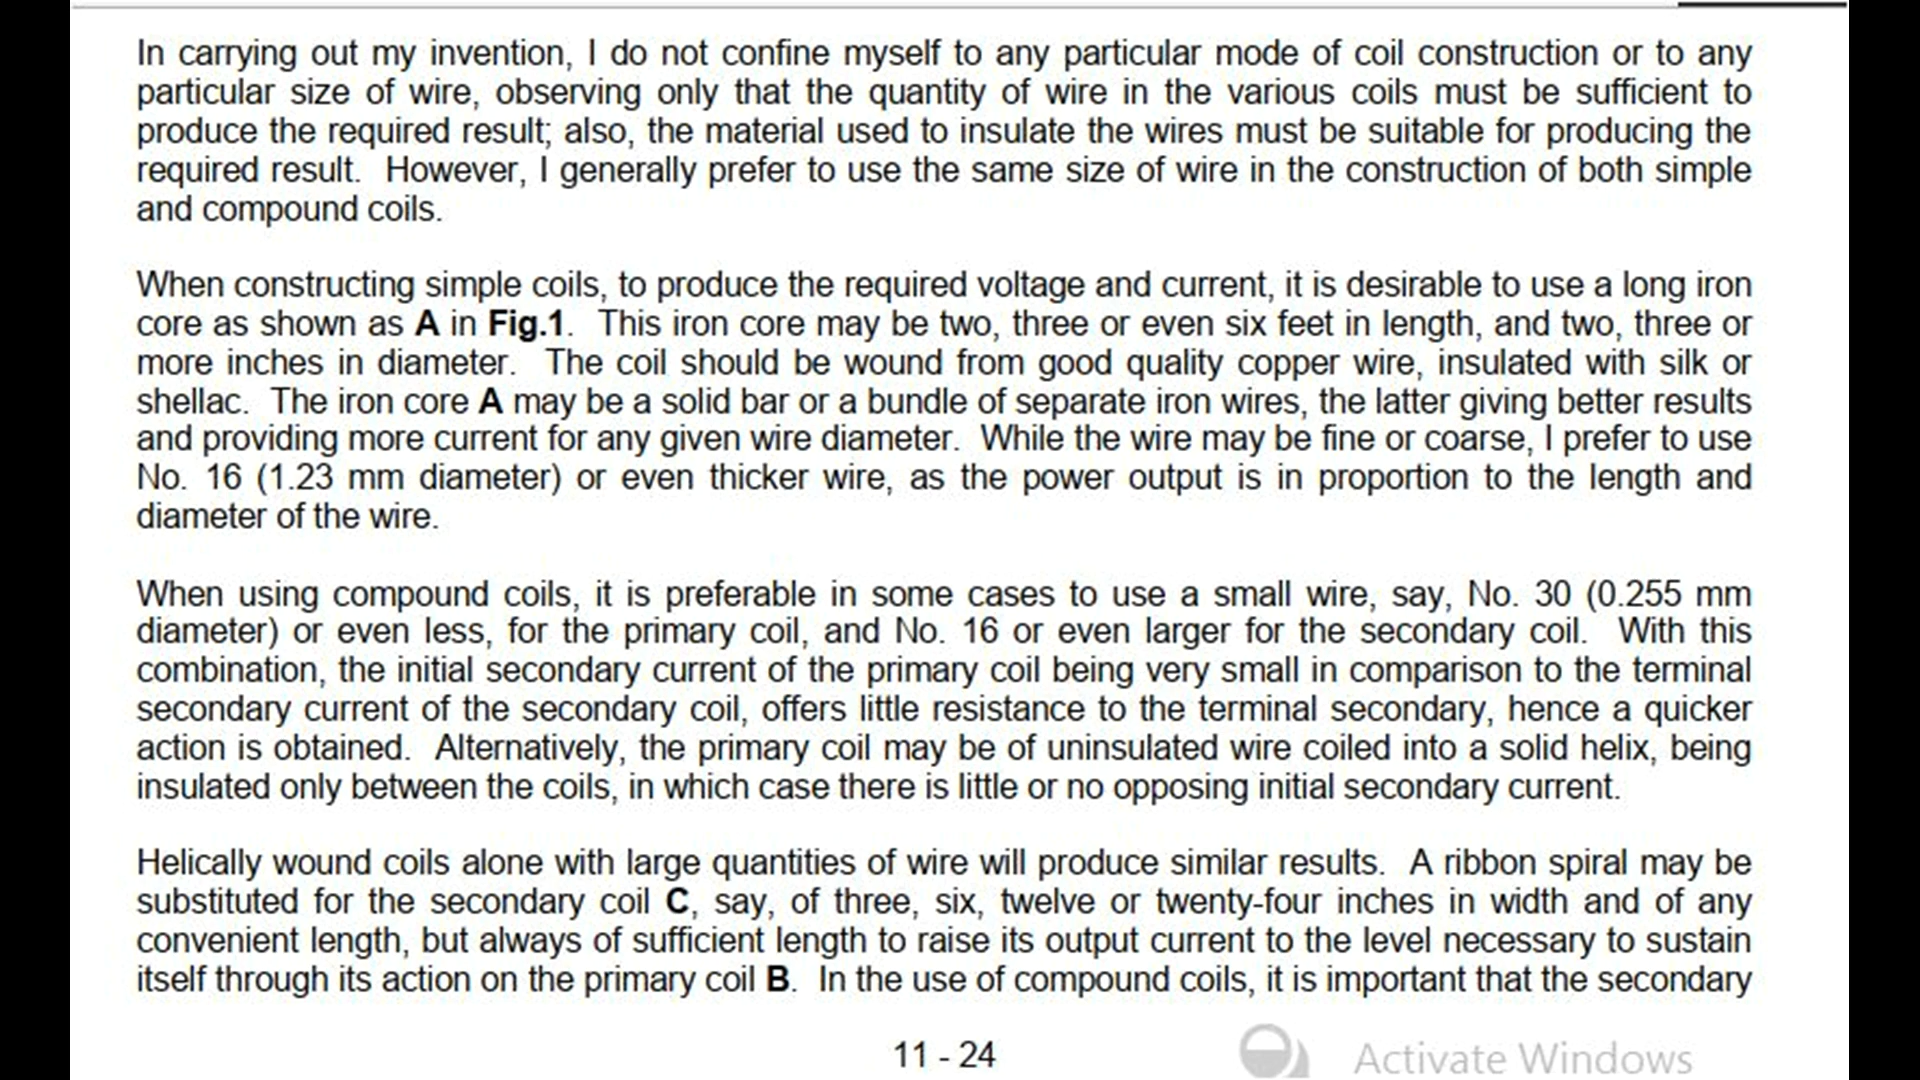 In carrying out my invention, I do not confine myself to any particular mode of coil construction or to any
particular size of wire, observing only that the quantity of wire in the various coils must be sufficient to
produce the required result; also, the material used to insulate the wires must be suitable for producing the
required result.  However, I generally prefer to use the same size of wire in the construction of both simple
and compound coils.
When constructing simple coils, to produce the required voltage and current, it is desirable to use a long iron
core as shown as A in Fig.1.  This iron core may be two, three or even six feet in length, and two, three or
more inches in diameter.  The coil should be wound from good quality copper wire, insulated with silk or
shellac.  The iron core A may be a solid bar or a bundle of separate iron wires, the latter giving better results
and providing more current for any given wire diameter.  While the wire may be fine or coarse, I prefer to use
No. 16 (1.23 mm diameter) or even thicker wire, as the power output is in proportion to the length and
diameter of the wire.
When using compound coils, it is preferable in some cases to use a small wire, say, No. 30 (0.255 mm
diameter) or even less, for the primary coil, and No. 16 or even larger for the secondary coil.  With this
combination, the initial secondary current of the primary coil being very small in comparison to the terminal
secondary current of the secondary coil, offers little resistance to the terminal secondary, hence a quicker
action is obtained.  Alternatively, the primary coil may be of uninsulated wire coiled into a solid helix, being
insulated only between the coils, in which case there is little or no opposing initial secondary current.
Helically wound coils alone with large quantities of wire will produce similar results.  A ribbon spiral may be
substituted for the secondary coil C, say, of three, six, twelve or twenty-four inches in width and of any
convenient length, but always of sufficient length to raise its output current to the level necessary to sustain
itself through its action on the primary coil B.  In the use of compound coils, it is important that the secondary
11 - 24
Activate Windows